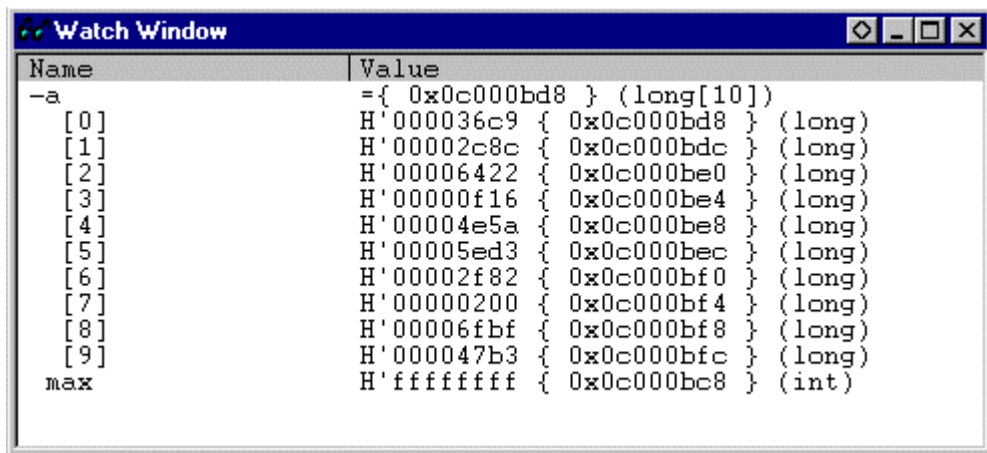 Watch Window
Name Value
-a ={ 0x0c000bd8 } (long[10])
[0] H'000036c9 { 0x0c000bd8 } (long)
[1] H'00002c8c { 0x0c000bdc } (long)
[2] H'00006422 { 0x0c000be0 } (long)
[3] H'00000f16 { 0x0c000be4 } (long)
[4] H'00004e5a { 0x0c000be8 } (long)
[5] H'00005ed3 { 0x0c000bec } (long)
[6] H'00002f82 { 0x0c000bf0 } (long)
[7] H'00000200 { 0x0c000bf4 } (long)
[8] H'00006fbf { 0x0c000bf8 } (long)
[9] H'000047b3 { 0x0c000bfc } (long)
max H'ffffffff { 0x0c000bc8 } (int)